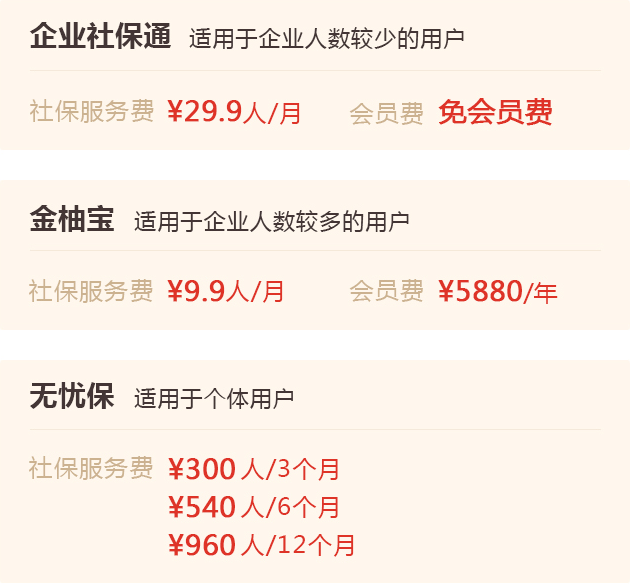 企业社保通 适用于企业人数较少的用户
社保服务费 ¥29.9人/月 会员费 免会员费
金柚宝 适用于企业人数较多的用户
社保服务费 ¥9.9人/月 会员费 ¥5880/年
无忧保 适用于个体用户
社保服务费 ¥300人/3个月
¥540人/6个月
¥960人/12个月